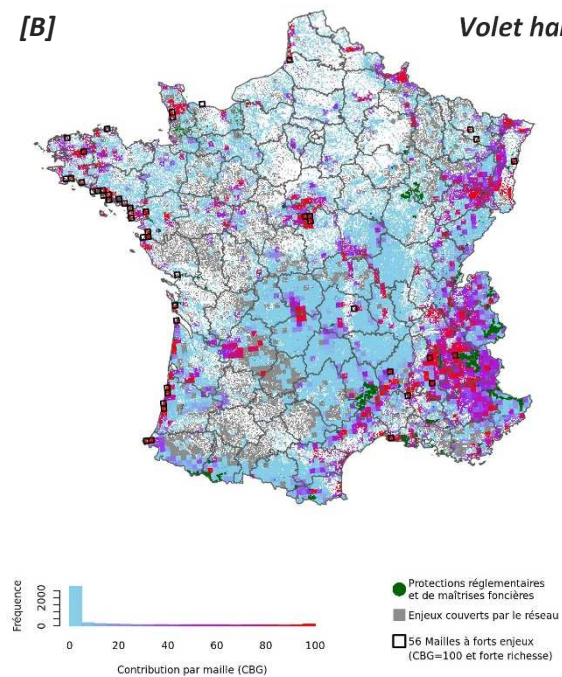 [B]
Volet ha
Fréquence
0 2000
0 20 40 60 80 100
Contribution par maille (CBG)
Protections réglementaires
et de maîtrises foncières
Enjeux couverts par le réseau
56 Mailles à forts enjeux
(CBG=100 et forte richesse)